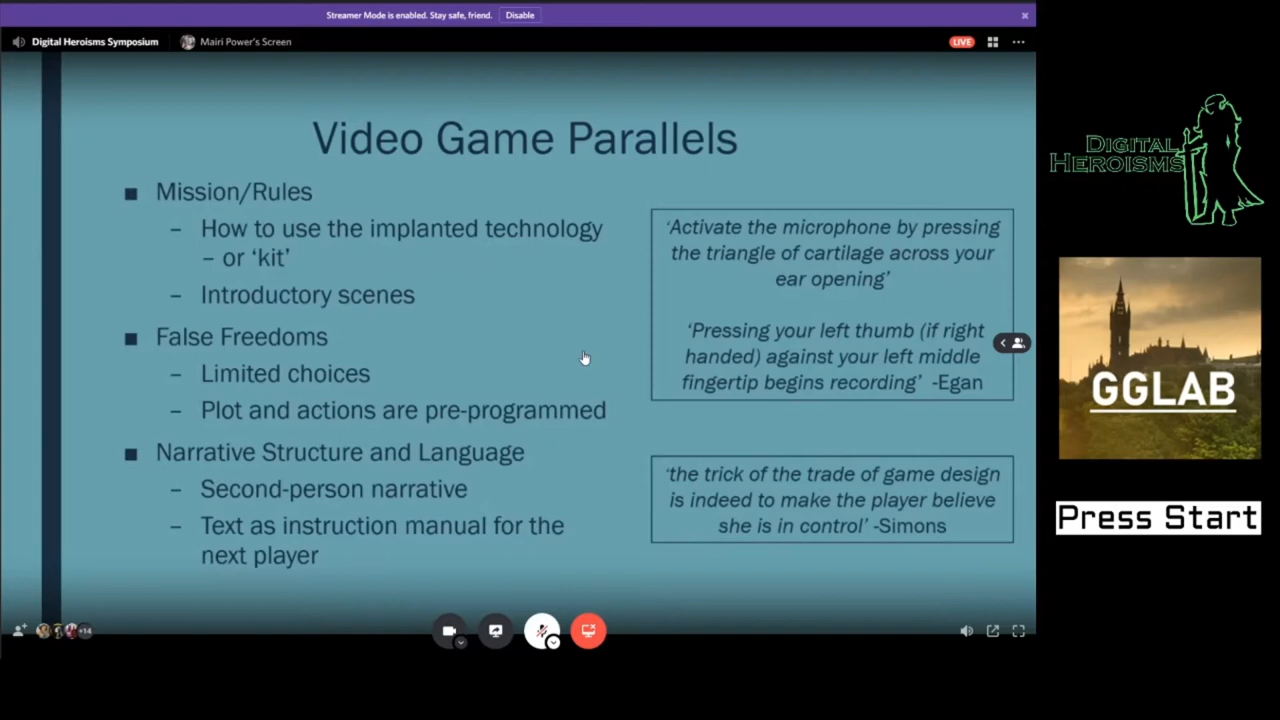 Streamer Mode is enabled. Stay safe, friend. Disable
Digital Heroisms Symposium
Mairi Power's Screen
LIVE
Video Game Parallels
■ Mission/Rules
– How to use the implanted technology
– or ‘kit’
– Introductory scenes
■ False Freedoms
– Limited choices
– Plot and actions are pre-programmed
■ Narrative Structure and Language
– Second-person narrative
– Text as instruction manual for the
next player
‘Activate the microphone by pressing
the triangle of cartilage across your
ear opening’
‘Pressing your left thumb (if right
handed) against your left middle
fingertip begins recording’ -Egan
‘the trick of the trade of game design
is indeed to make the player believe
she is in control’ -Simons
+14
DIGITAL
HEROISMS
GGLAB
Press Start